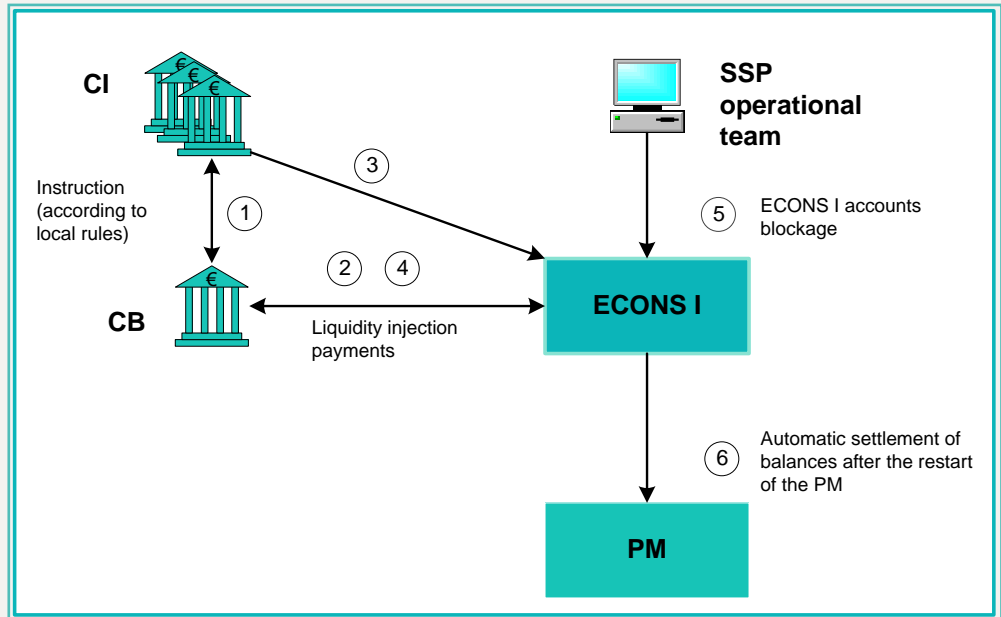 CI
€
€
€
SSP
operational
team
3
Instruction
(according to
local rules)
1
5
ECONS I accounts
blockage
2
4
€
CB
Liquidity injection
payments
ECONS I
6
Automatic settlement of
balances after the restart
of the PM
PM